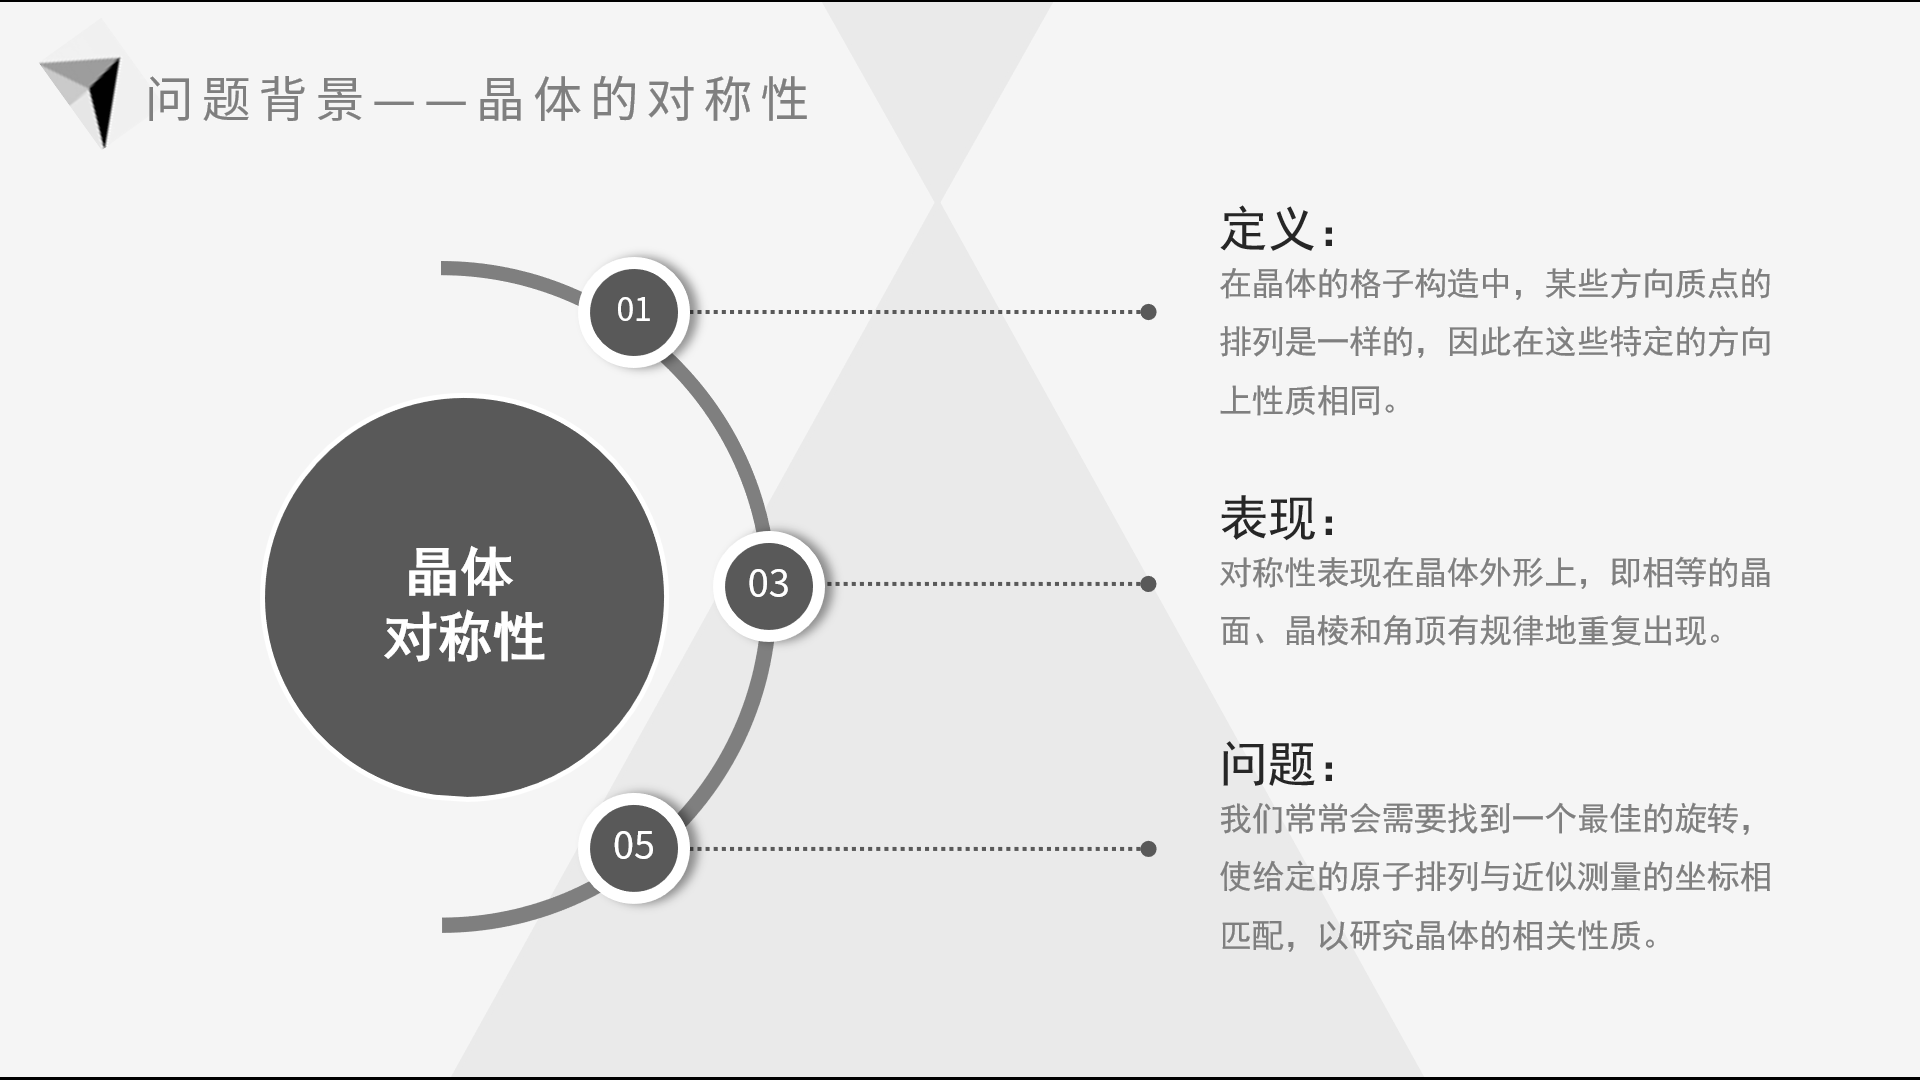 问题背景——晶体的对称性
01
03
05
晶体
对称性
定义：
在晶体的格子构造中，某些方向质点的
排列是一样的，因此在这些特定的方向
上性质相同。
表现：
对称性表现在晶体外形上，即相等的晶
面、晶棱和角顶有规律地重复出现。
问题：
我们常常会需要找到一个最佳的旋转，
使给定的原子排列与近似测量的坐标相
匹配，以研究晶体的相关性质。